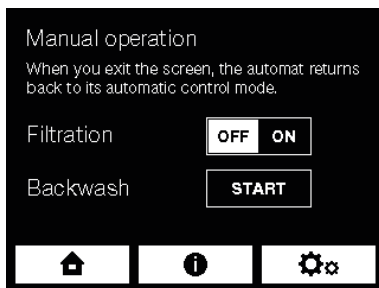 Manual operation
When you exit the screen, the automat returns
back to its automatic control mode.
Filtration OFF ON
Backwash START